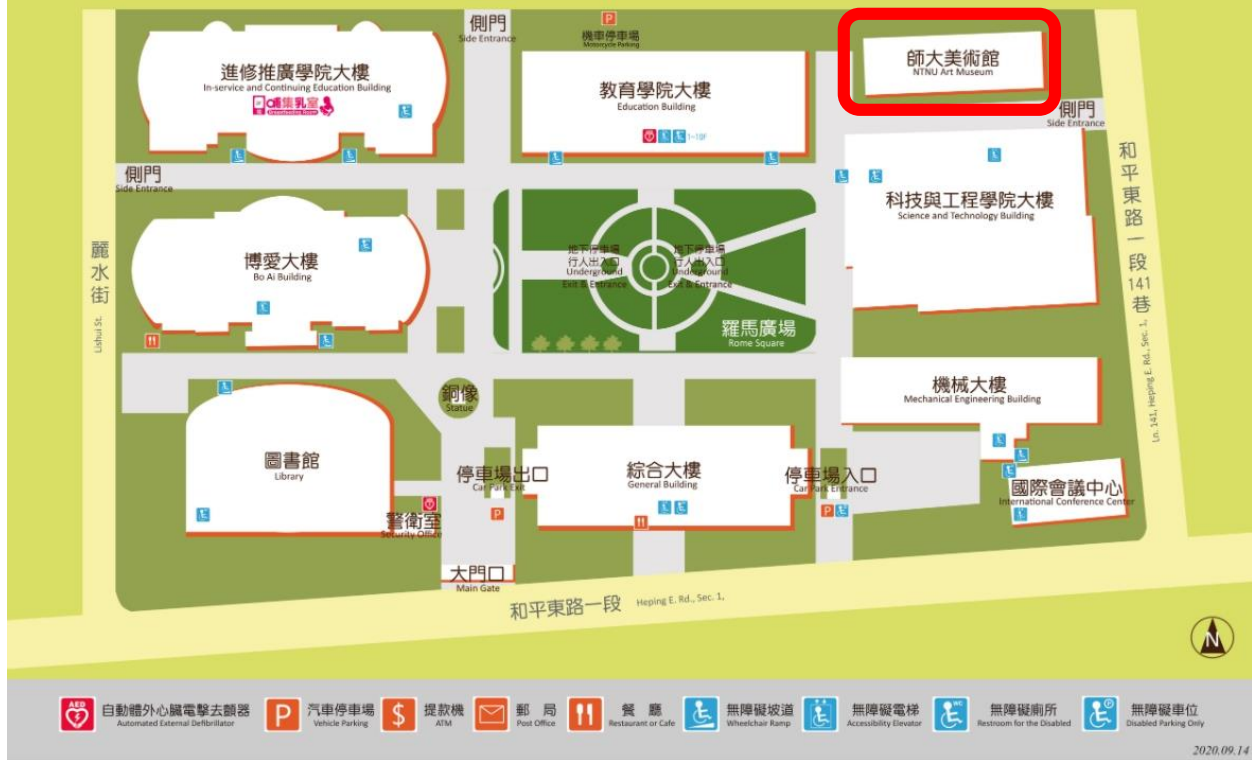 側門
Side Entrance
P
機車停車場
Motorcycle Parking
師大美術館
NTNU Art Museum
進修推廣學院大樓
In-service and Continuing Education Building
哺集乳室
Breastfeeding Room
教育學院大樓
Education Building
1~10F
側門
Side Entrance
側門
Side Entrance
科技與工程學院大樓
Science and Technology Building
和平東路一段141巷
Ln. 141, Heping E. Rd., Sec. 1,
麗水街
Lishui St.
博愛大樓
Bo Ai Building
地下停車場
行人出入口
Underground
Exit & Entrance
地下停車場
行人出入口
Underground
Exit & Entrance
羅馬廣場
Rome Square
銅像
Statue
機械大樓
Mechanical Engineering Building
圖書館
Library
停車場出口
Car Park Exit
綜合大樓
General Building
停車場入口
Car Park Entrance
國際會議中心
International Conference Center
警衛室
Security Office
P
P
大門口
Main Gate
和平東路一段 Heping E. Rd., Sec. 1,
N
AED
自動體外心臟電擊去顫器
Automated External Defibrillator
P
汽車停車場
Vehicle Parking
$
提款機
ATM
郵局
Post Office
餐廳
Restaurant or Cafe
無障礙坡道
Wheelchair Ramp
無障礙電梯
Accessibility Elevator
WC
無障礙廁所
Restroom for the Disabled
P
無障礙車位
Disabled Parking Only
2020.09.14